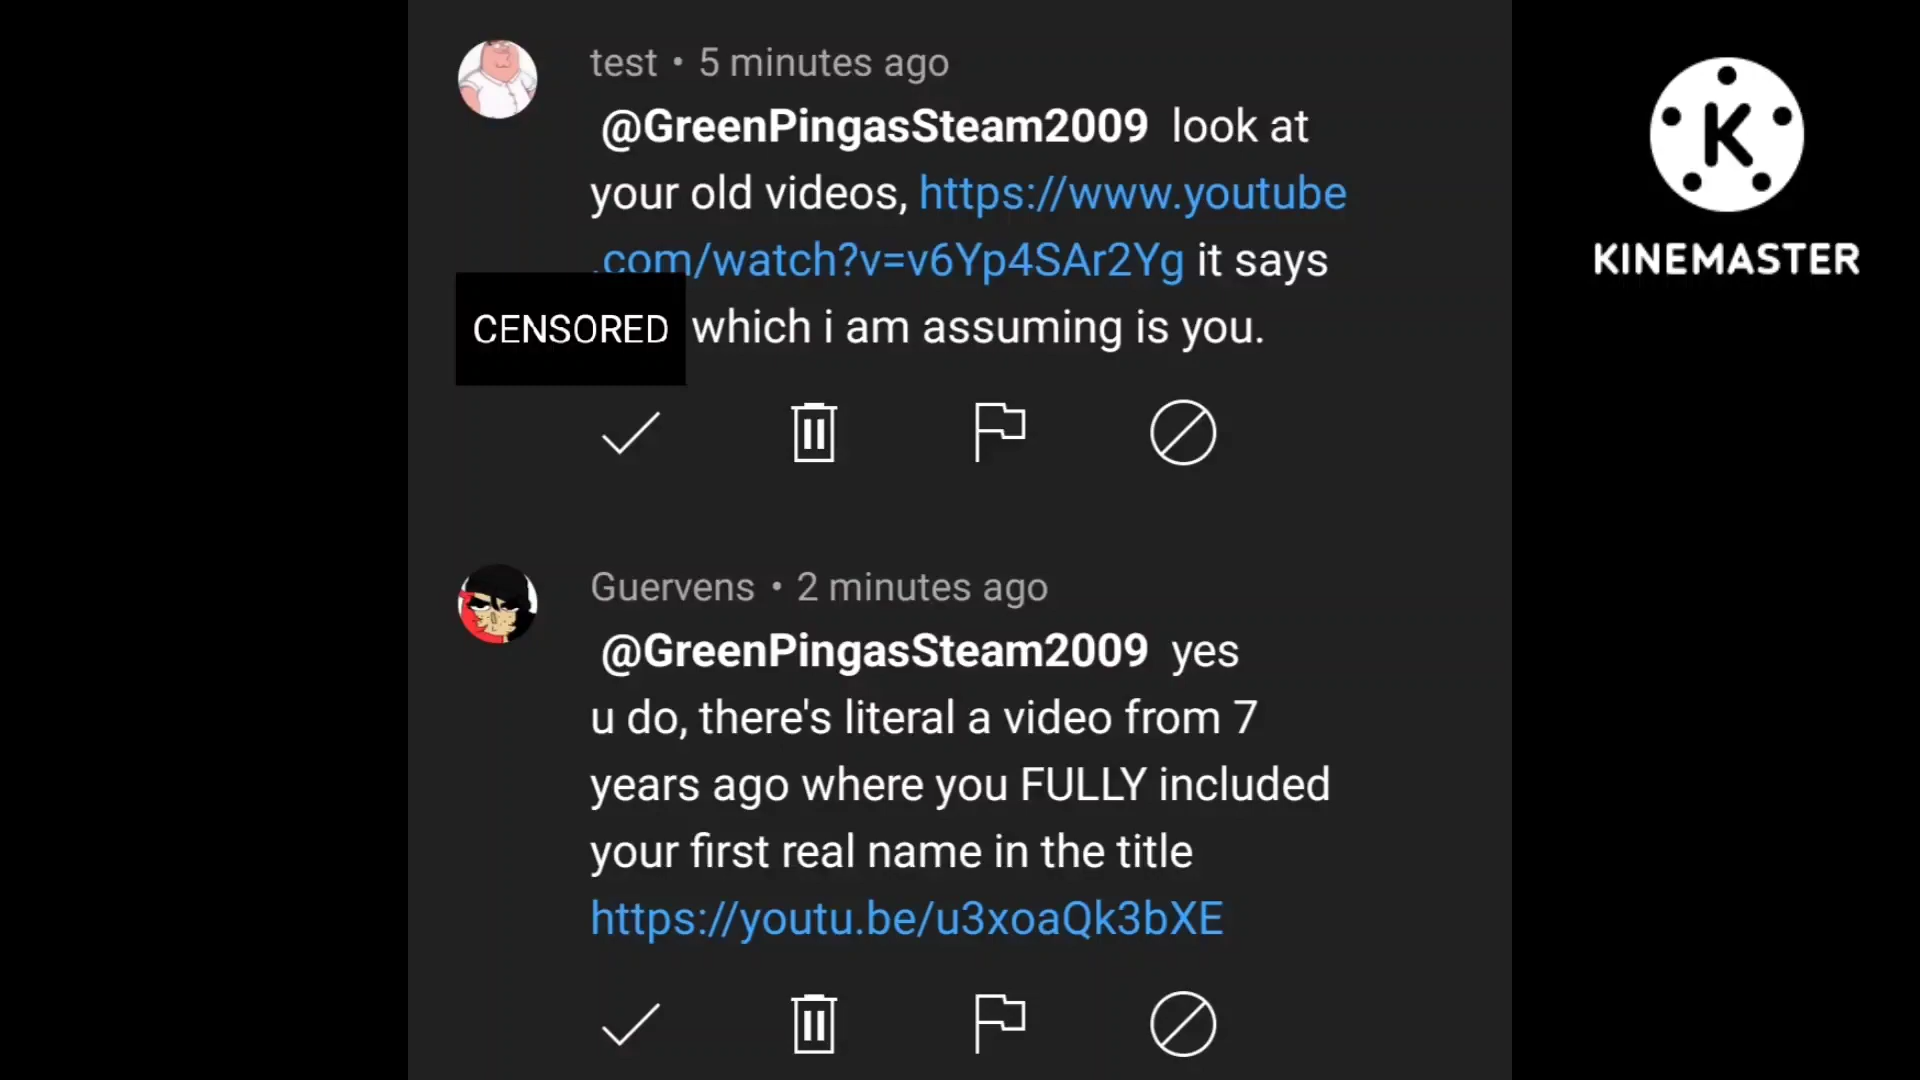 test • 5 minutes ago
@GreenPingasSteam2009 look at
your old videos, https://www.youtube
.com/watch?v=v6Yp4SAr2Yg it says
CENSORED which i am assuming is you.
Guervens • 2 minutes ago
@GreenPingasSteam2009 yes
u do, there's literal a video from 7
years ago where you FULLY included
your first real name in the title
https://youtu.be/u3xoaQk3bXE
K
KINEMASTER